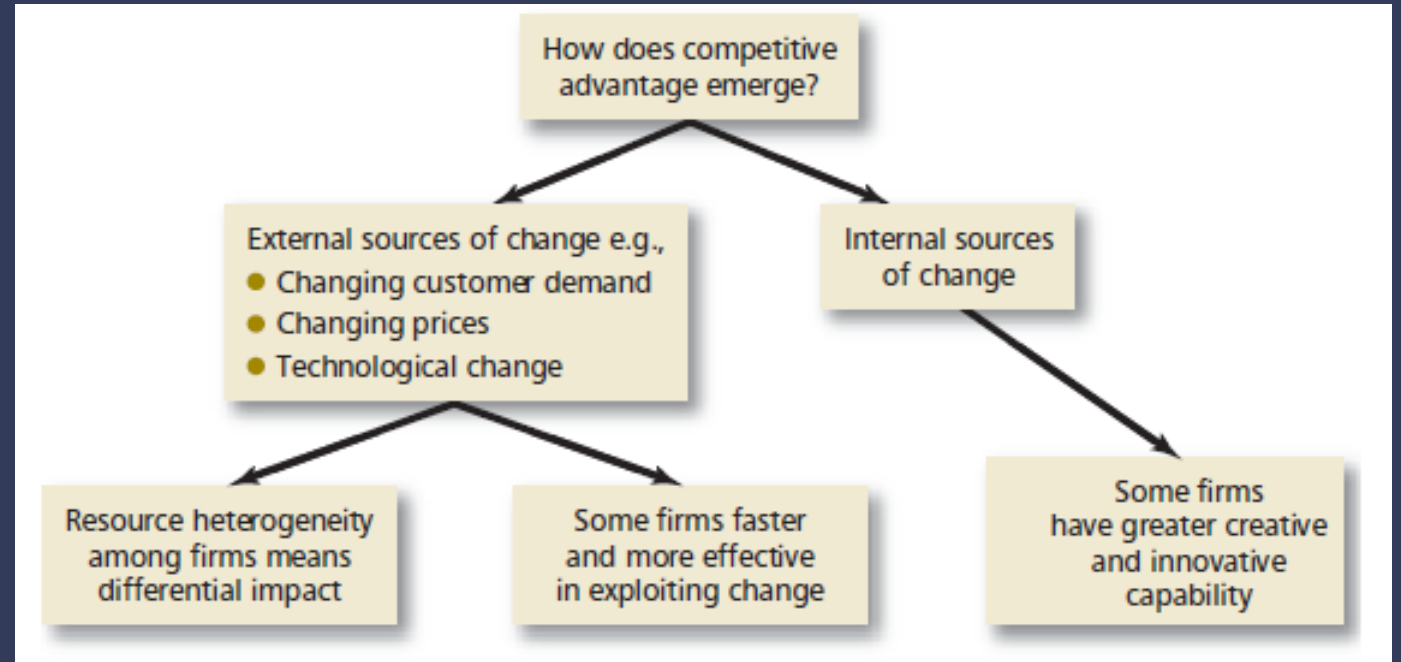 How does competitive
advantage emerge?
External sources of change e.g.,
● Changing customer demand
● Changing prices
● Technological change
Internal sources
of change
Resource heterogeneity
among firms means
differential impact
Some firms faster
and more effective
in exploiting change
Some firms
have greater creative
and innovative
capability